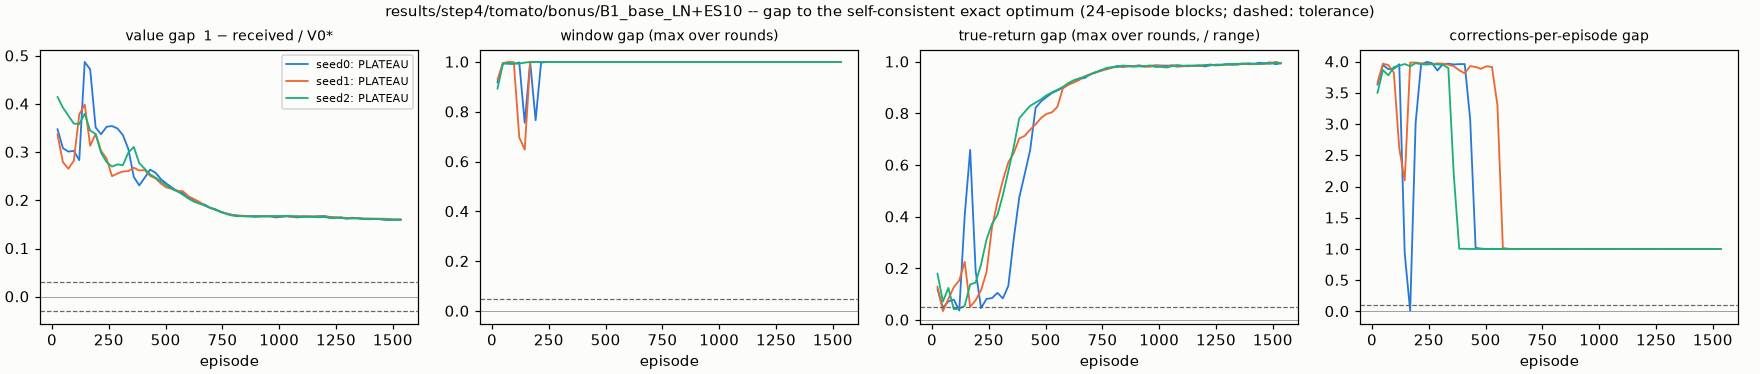 results/step4/tomato/bonus/B1_base_LN+ES10 -- gap to the self-consistent exact optimum (24-episode blocks; dashed: tolerance)
value gap  1 − received / V0*
0.5
0.4
0.3
0.2
0.1
0.0
seed0: PLATEAU
seed1: PLATEAU
seed2: PLATEAU
0 250 500 750 1000 1250 1500
episode
window gap (max over rounds)
1.0
0.8
0.6
0.4
0.2
0.0
0 250 500 750 1000 1250 1500
episode
true-return gap (max over rounds, / range)
1.0
0.8
0.6
0.4
0.2
0.0
0 250 500 750 1000 1250 1500
episode
corrections-per-episode gap
4.0
3.5
3.0
2.5
2.0
1.5
1.0
0.5
0.0
0 250 500 750 1000 1250 1500
episode